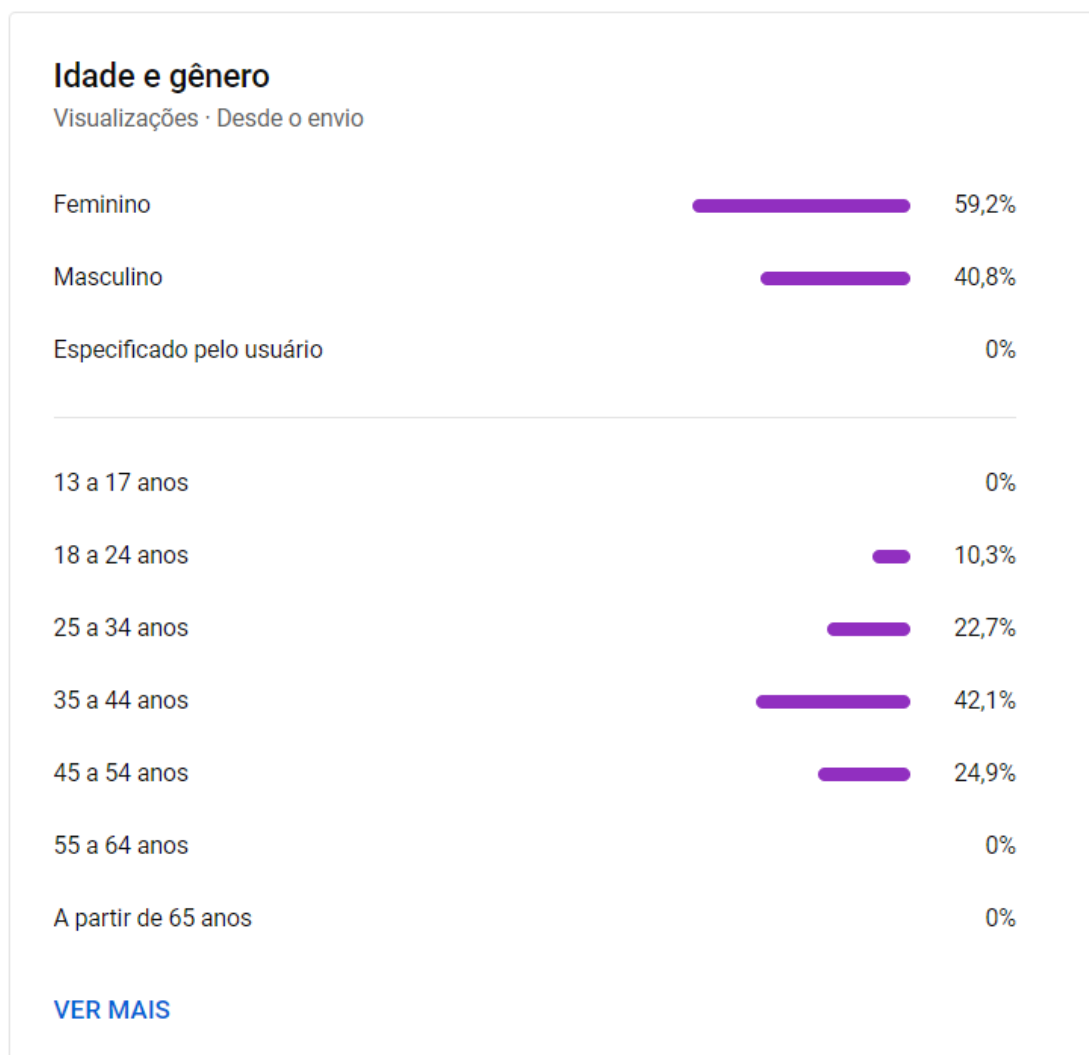 Idade e gênero
Visualizações · Desde o envio
Feminino 59,2%
Masculino 40,8%
Especificado pelo usuário 0%
13 a 17 anos 0%
18 a 24 anos 10,3%
25 a 34 anos 22,7%
35 a 44 anos 42,1%
45 a 54 anos 24,9%
55 a 64 anos 0%
A partir de 65 anos 0%
VER MAIS